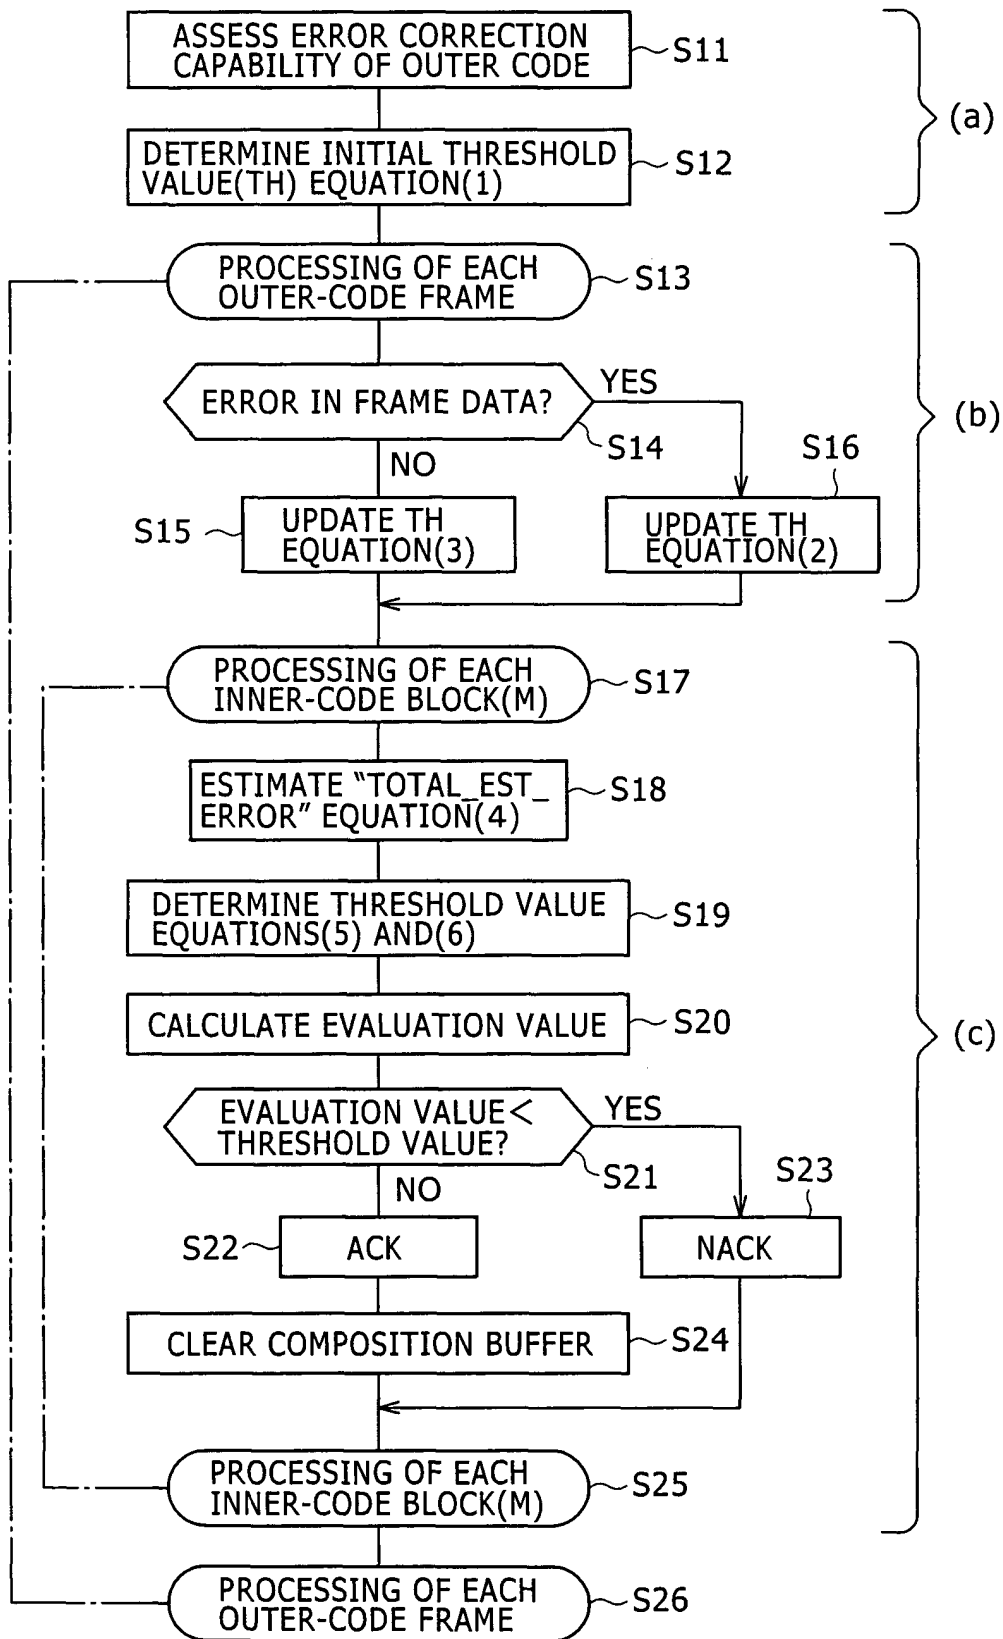 ASSESS ERROR CORRECTION
CAPABILITY OF OUTER CODE
S11
(a)
DETERMINE INITIAL THRESHOLD
VALUE(TH) EQUATION(1)
S12
PROCESSING OF EACH
OUTER-CODE FRAME
S13
ERROR IN FRAME DATA?
YES
S14
NO
(b)
S15
UPDATE TH
EQUATION(3)
S16
UPDATE TH
EQUATION(2)
PROCESSING OF EACH
INNER-CODE BLOCK(M)
S17
ESTIMATE “TOTAL_EST_
ERROR” EQUATION(4)
S18
DETERMINE THRESHOLD VALUE
EQUATIONS(5) AND(6)
S19
CALCULATE EVALUATION VALUE
S20
(c)
EVALUATION VALUE<
THRESHOLD VALUE?
YES
S21
NO
S22
ACK
S23
NACK
CLEAR COMPOSITION BUFFER
S24
PROCESSING OF EACH
INNER-CODE BLOCK(M)
S25
PROCESSING OF EACH
OUTER-CODE FRAME
S26